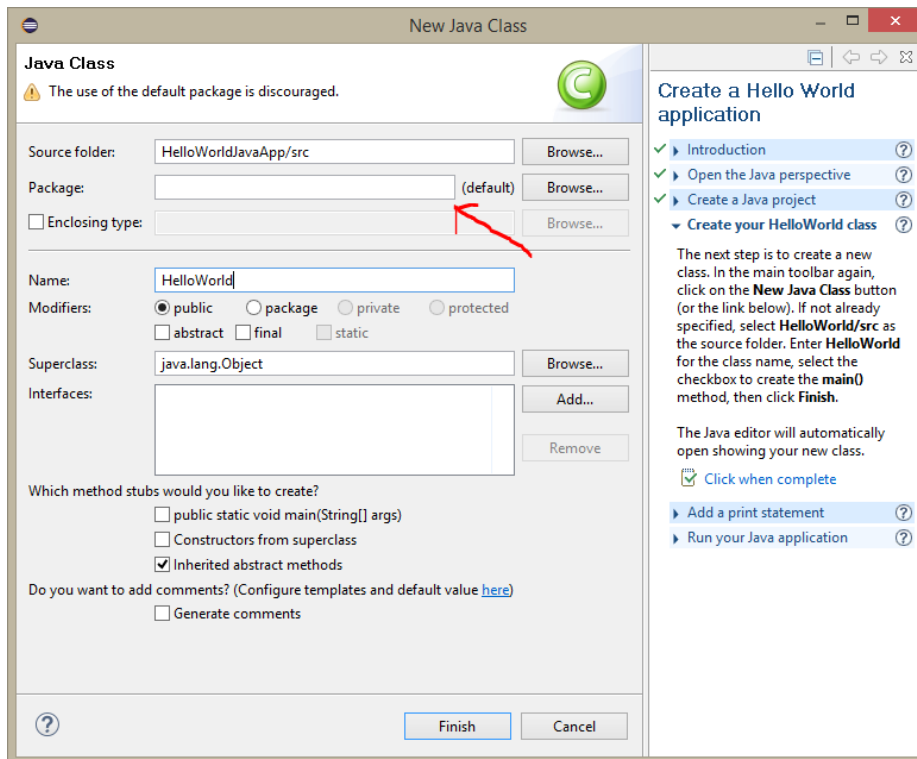 New Java Class
Java Class
The use of the default package is discouraged.
Source folder: HelloWorldJavaApp/src Browse...
Package: (default) Browse...
Enclosing type: Browse...
Name: HelloWorld
Modifiers: public package private protected
abstract final static
Superclass: java.lang.Object Browse...
Interfaces: Add...
Remove
Which method stubs would you like to create?
public static void main(String[] args)
Constructors from superclass
Inherited abstract methods
Do you want to add comments? (Configure templates and default value here)
Generate comments
? Finish Cancel
Create a Hello World
application
Introduction ?
Open the Java perspective ?
Create a Java project ?
Create your HelloWorld class ?
The next step is to create a new
class. In the main toolbar again,
click on the New Java Class button
(or the link below). If not already
specified, select HelloWorld/src as
the source folder. Enter HelloWorld
for the class name, select the
checkbox to create the main()
method, then click Finish.
The Java editor will automatically
open showing your new class.
Click when complete
Add a print statement ?
Run your Java application ?